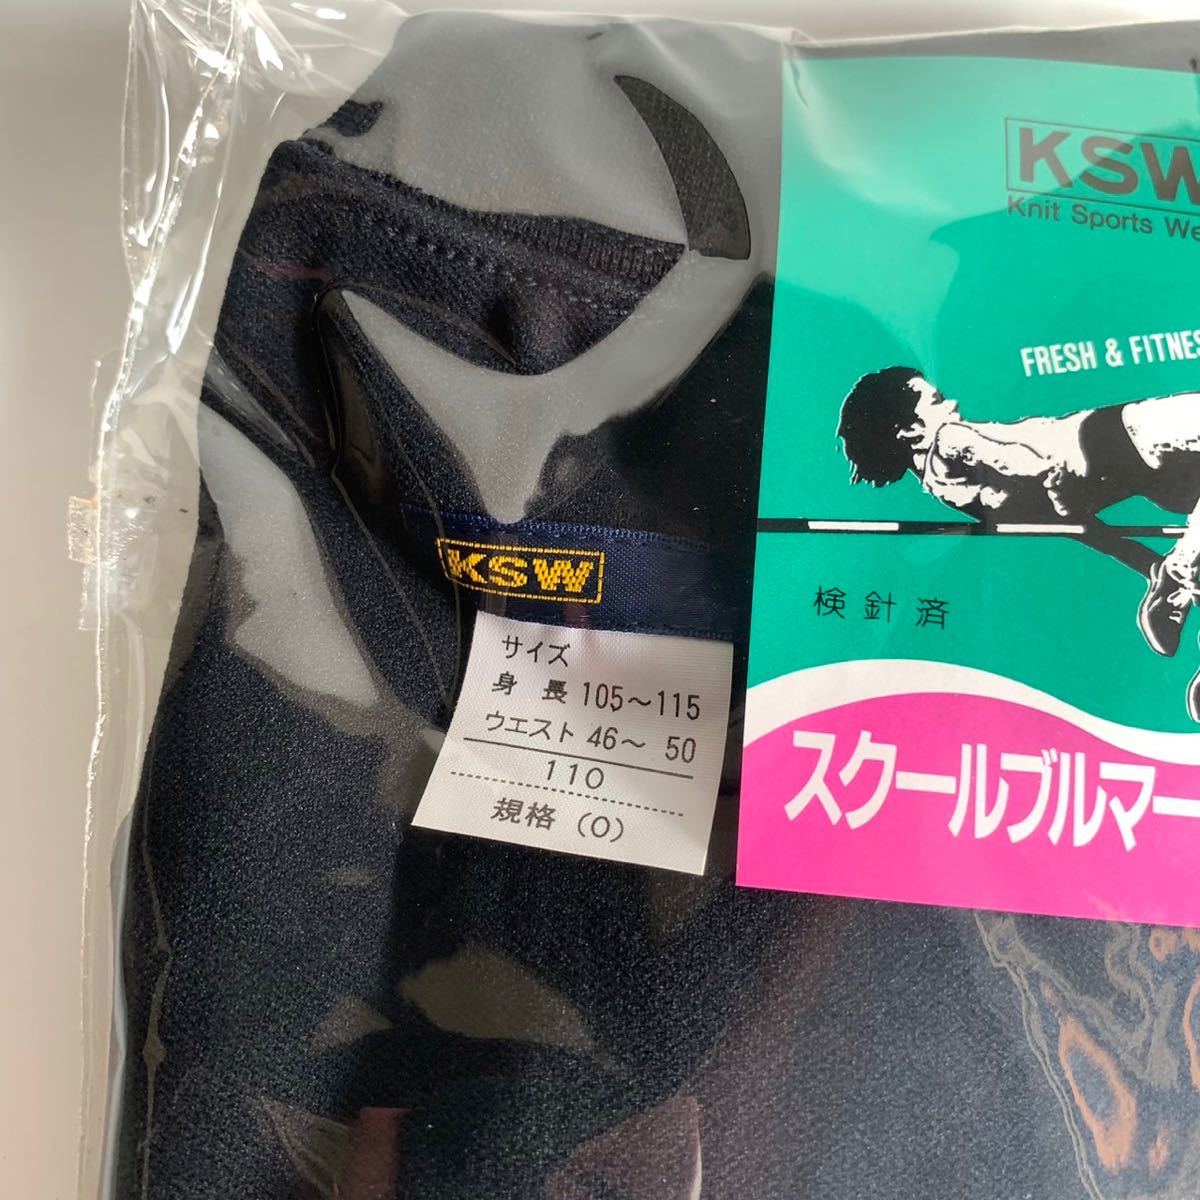 KSW
Knit Sports We
FRESH & FITNES
検針済
スクールブルマー
KSW
サイズ
身長 105〜115
ウエスト 46〜 50
110
規格 (O)